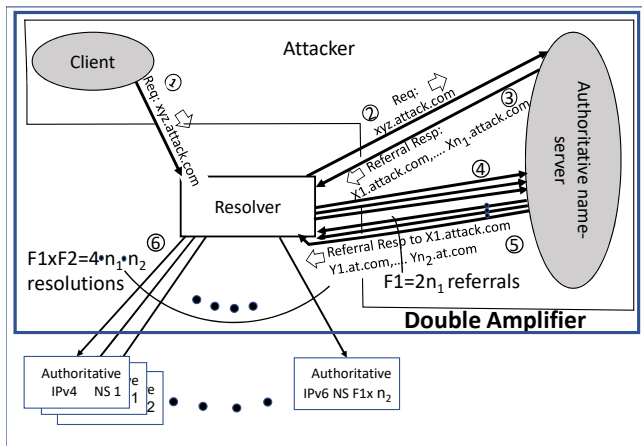 Attacker
Client
①
Req: xyz.attack.com
②
Req:
xyz.attack.com
③
Referral Resp:
X1.attack.com,.... Xn₁.attack.com
Authoritative name-
server
④
Resolver
⑥
F1xF2=4·n₁·n₂
resolutions
Referral Resp to X1.attack.com
Y1.at.com,.... Yn₂.at.com
⑤
F1=2n₁ referrals
Double Amplifier
Authoritative
IPv4 NS 1
ve
1
2
Authoritative
IPv6 NS F1x n₂